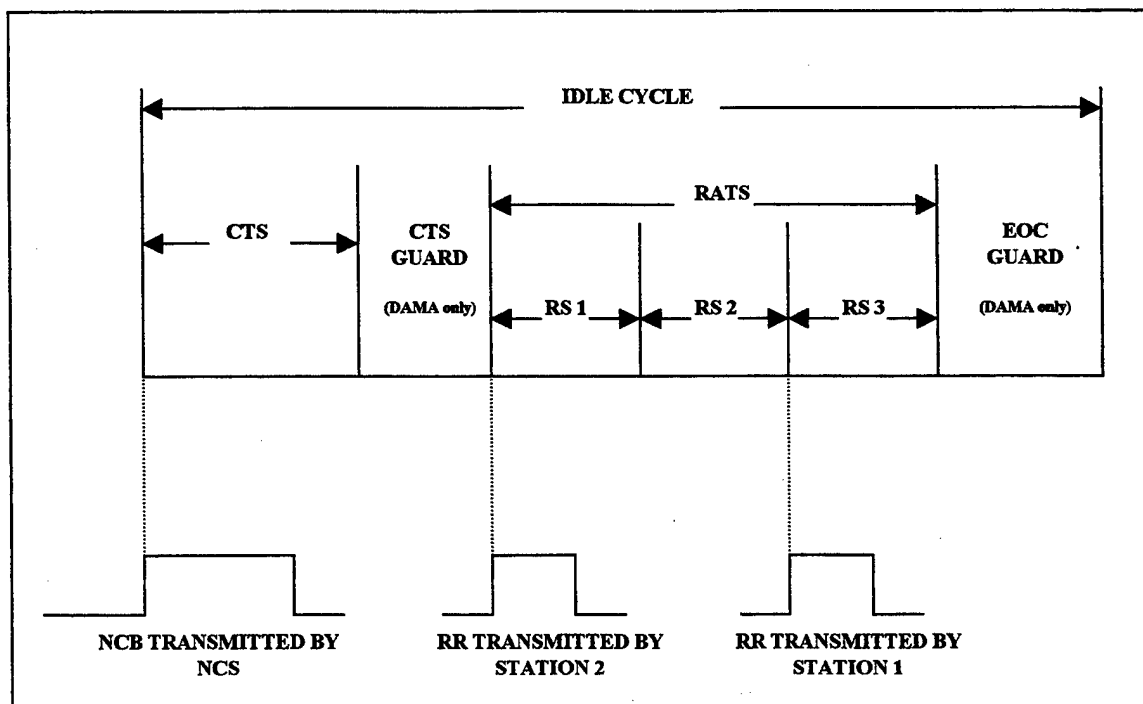 IDLE CYCLE
RATS
CTS
CTS
GUARD
(DAMA only)
EOC
GUARD
(DAMA only)
RS 1
RS 2
RS 3
NCB TRANSMITTED BY
NCS
RR TRANSMITTED BY
STATION 2
RR TRANSMITTED BY
STATION 1